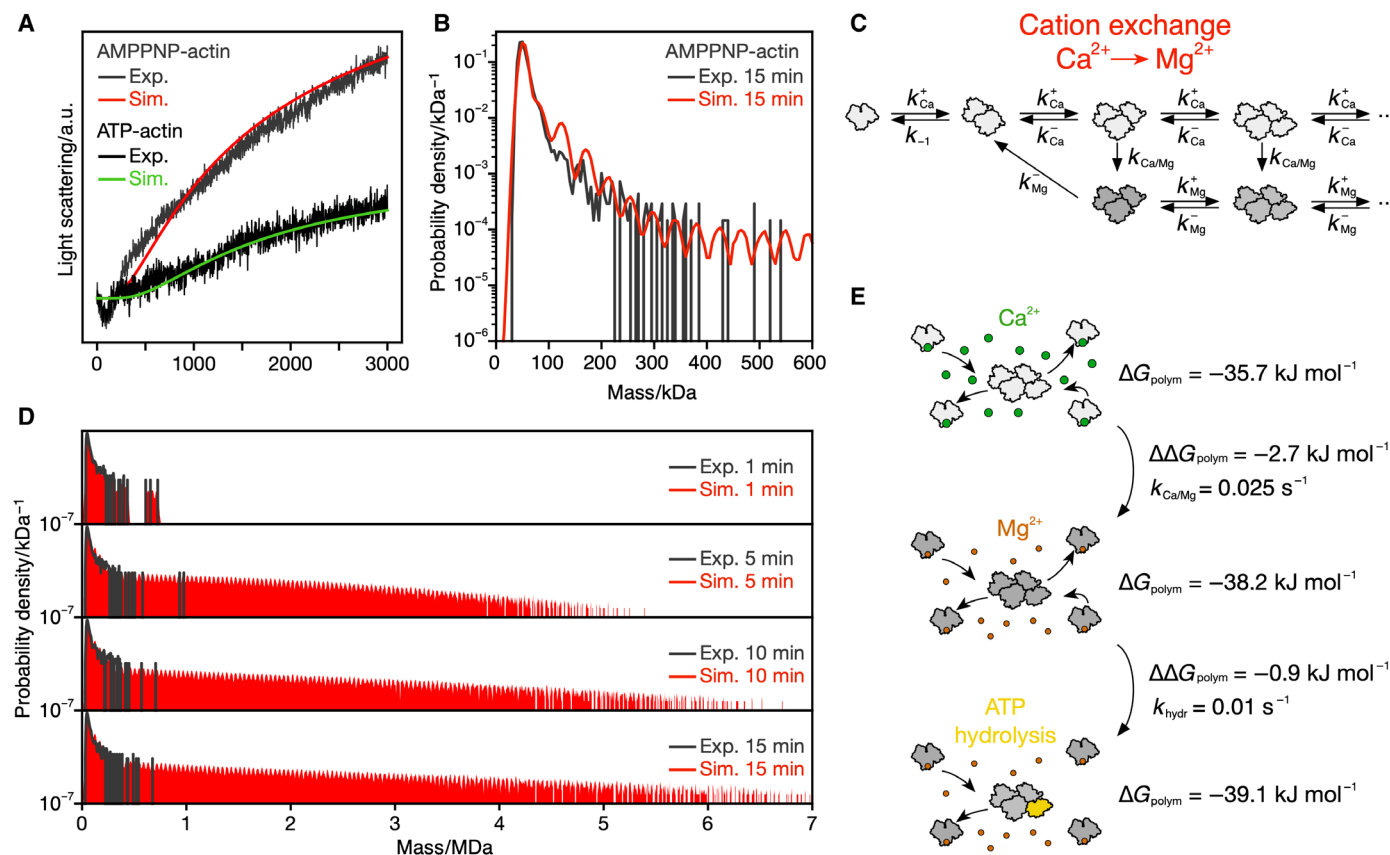 A
Light scattering/a.u.
AMPPNP-actin
Exp.
Sim.
ATP-actin
Exp.
Sim.
0
1000
2000
3000
B
Probability density/kDa⁻¹
10⁻¹
10⁻²
10⁻³
10⁻⁴
10⁻⁵
10⁻⁶
AMPPNP-actin
Exp. 15 min
Sim. 15 min
0
100
200
300
400
500
600
Mass/kDa
C
Cation exchange
Ca²⁺ → Mg²⁺
k⁺Ca
k₋₁
k⁺Ca
k⁻Ca
k⁺Ca
k⁻Ca
k⁺Ca
k⁻Ca
..
kCa/Mg
kCa/Mg
k⁻Mg
k⁺Mg
k⁻Mg
k⁺Mg
k⁻Mg
..
D
Probability density/kDa⁻¹
10⁻⁷
Exp. 1 min
Sim. 1 min
10⁻⁷
Exp. 5 min
Sim. 5 min
10⁻⁷
Exp. 10 min
Sim. 10 min
10⁻⁷
Exp. 15 min
Sim. 15 min
0
1
2
3
4
5
6
7
Mass/MDa
E
Ca²⁺
ΔGpolym = −35.7 kJ mol⁻¹
ΔΔGpolym = −2.7 kJ mol⁻¹
kCa/Mg = 0.025 s⁻¹
Mg²⁺
ΔGpolym = −38.2 kJ mol⁻¹
ΔΔGpolym = −0.9 kJ mol⁻¹
khydr = 0.01 s⁻¹
ATP
hydrolysis
ΔGpolym = −39.1 kJ mol⁻¹